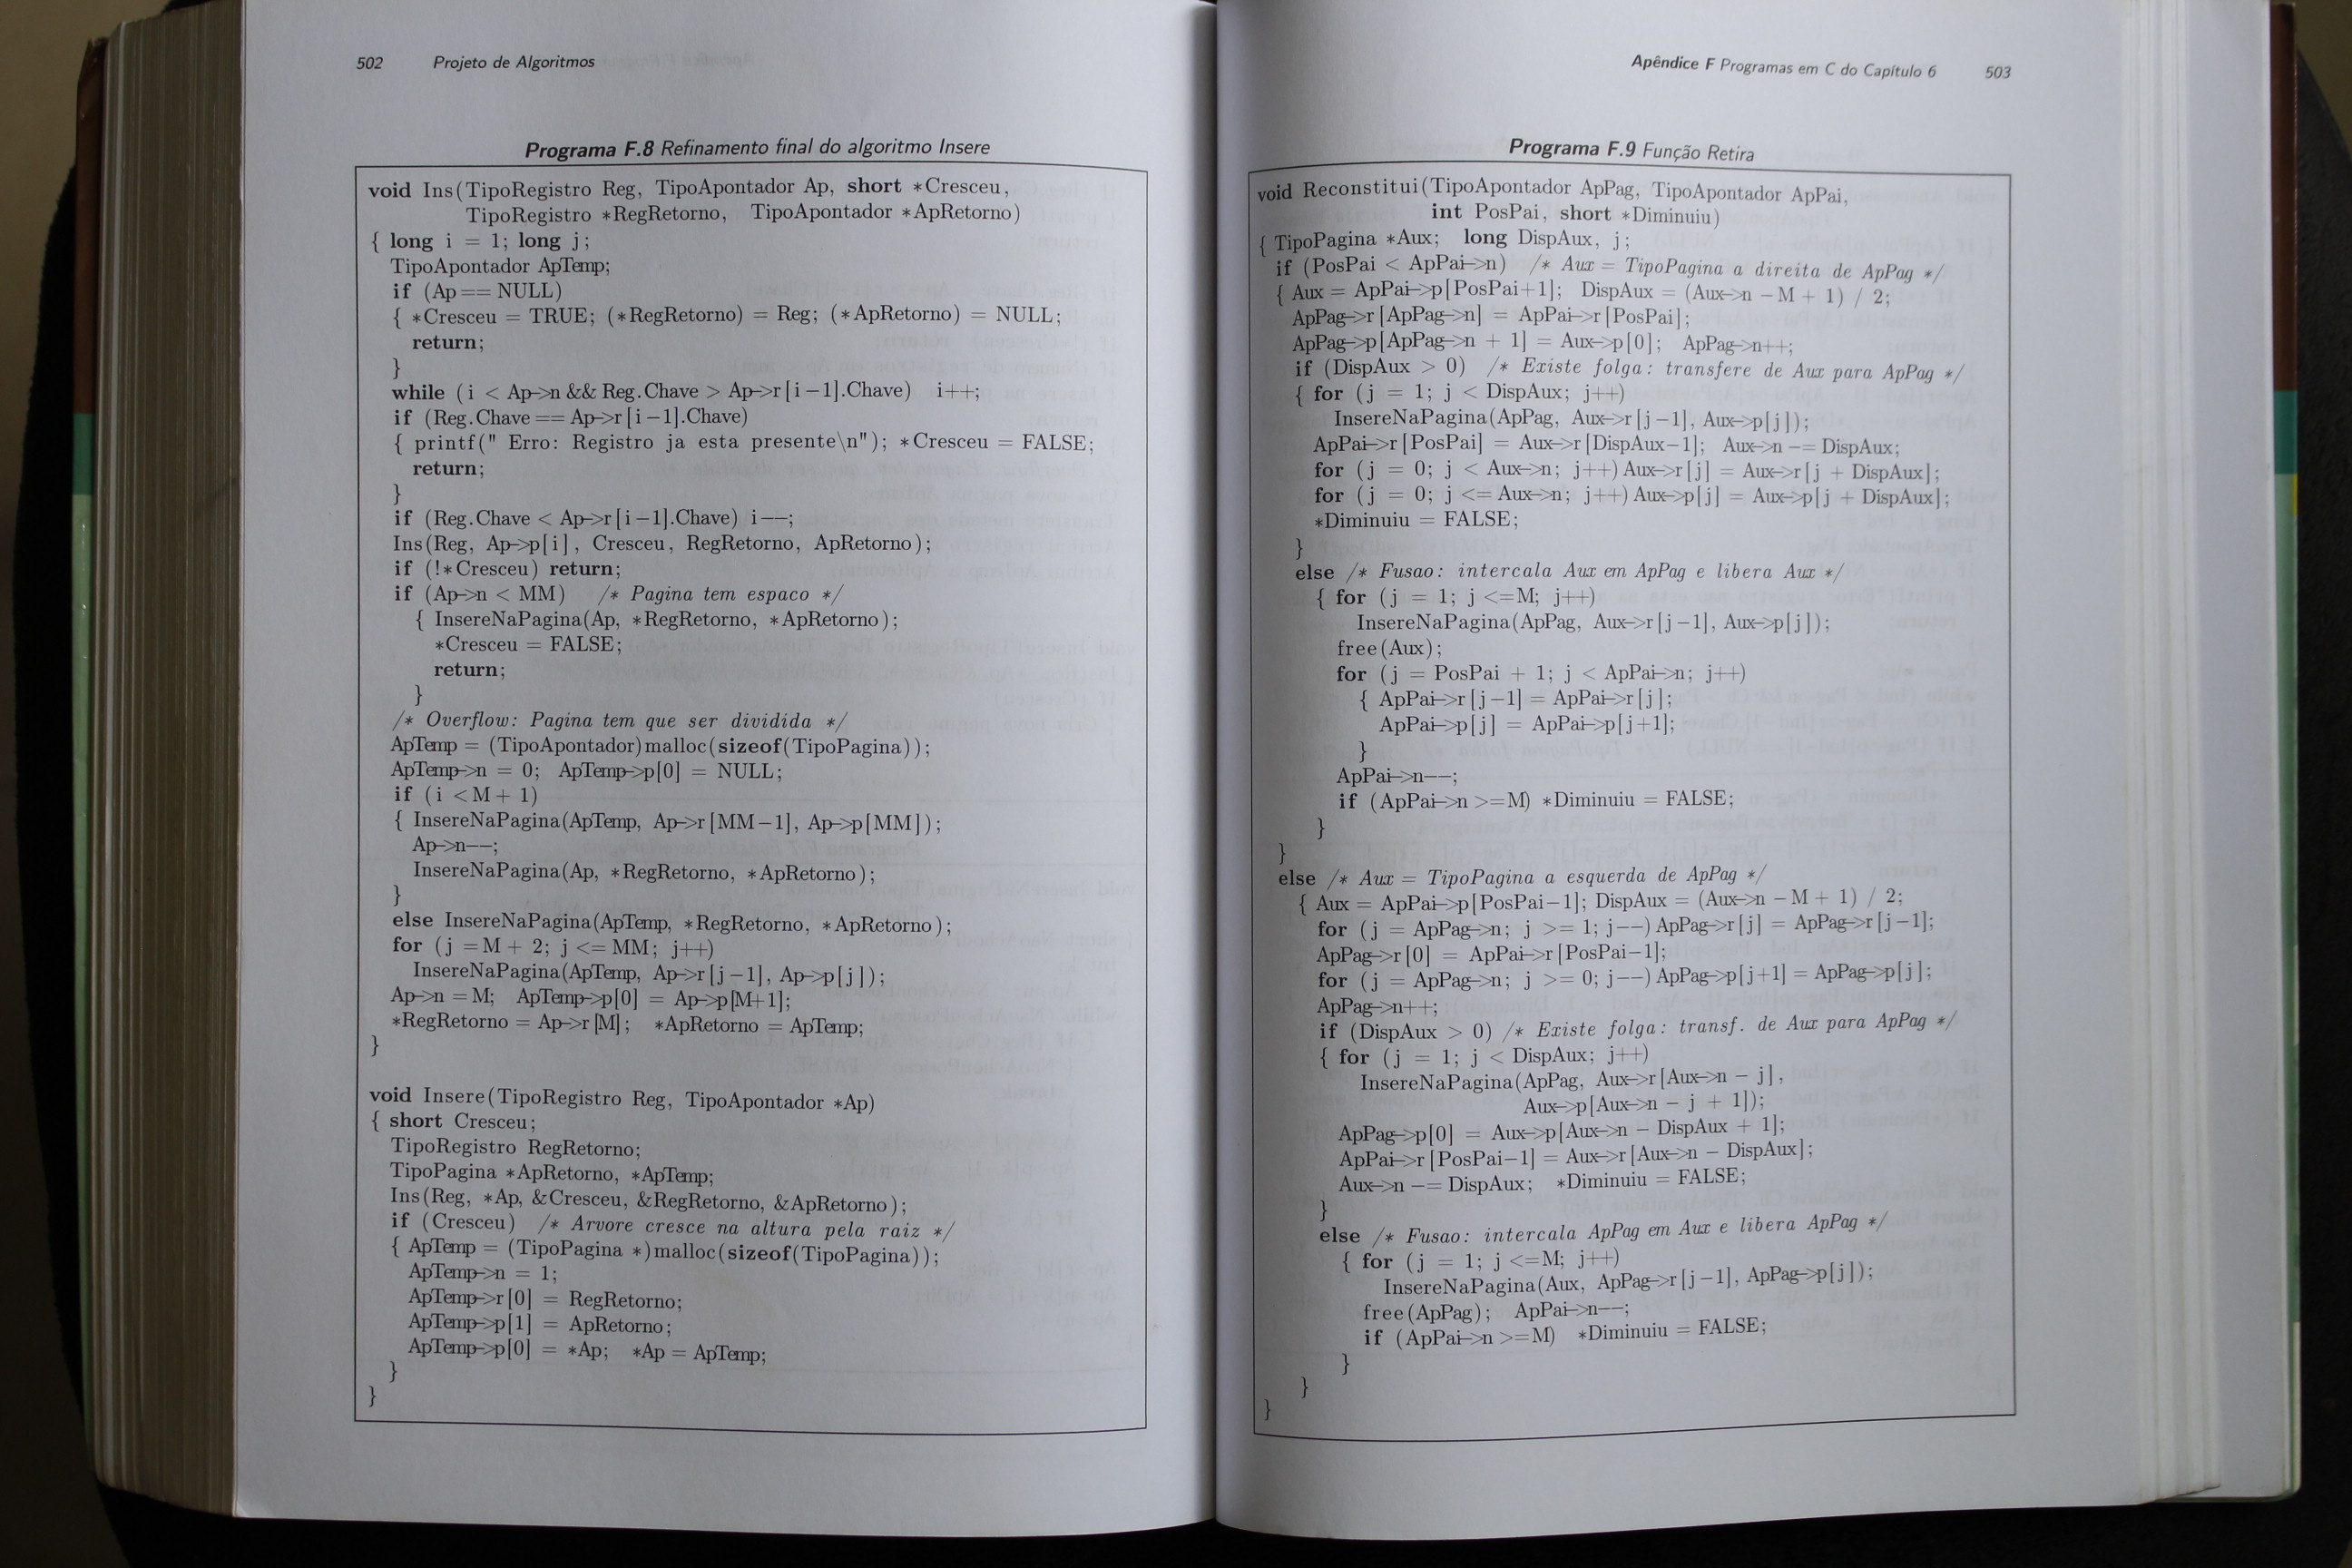 502 Projeto de Algoritmos
Programa F.8 Refinamento final do algoritmo Insere
void Ins(TipoRegistro Reg, TipoApontador Ap, short *Cresceu,
TipoRegistro *RegRetorno, TipoApontador *ApRetorno)
{ long i = 1; long j;
TipoApontador ApTemp;
if (Ap == NULL)
{ *Cresceu = TRUE; (*RegRetorno) = Reg; (*ApRetorno) = NULL;
return;
}
while (i < Ap->n && Reg.Chave > Ap->r[i-1].Chave) i++;
if (Reg.Chave == Ap->r[i-1].Chave)
{ printf(" Erro: Registro ja esta presente\n"); *Cresceu = FALSE;
return;
}
if (Reg.Chave < Ap->r[i-1].Chave) i--;
Ins(Reg, Ap->p[i], Cresceu, RegRetorno, ApRetorno);
if (!*Cresceu) return;
if (Ap->n < MM) /* Pagina tem espaco */
{ InsereNaPagina(Ap, *RegRetorno, *ApRetorno);
*Cresceu = FALSE;
return;
}
/* Overflow: Pagina tem que ser dividida */
ApTemp = (TipoApontador)malloc(sizeof(TipoPagina));
ApTemp->n = 0; ApTemp->p[0] = NULL;
if (i < M + 1)
{ InsereNaPagina(ApTemp, Ap->r[MM-1], Ap->p[MM]);
Ap->n--;
InsereNaPagina(Ap, *RegRetorno, *ApRetorno);
}
else InsereNaPagina(ApTemp, *RegRetorno, *ApRetorno);
for (j = M + 2; j <= MM; j++)
InsereNaPagina(ApTemp, Ap->r[j-1], Ap->p[j]);
Ap->n = M; ApTemp->p[0] = Ap->p[M+1];
*RegRetorno = Ap->r[M]; *ApRetorno = ApTemp;
}
void Insere(TipoRegistro Reg, TipoApontador *Ap)
{ short Cresceu;
TipoRegistro RegRetorno;
TipoPagina *ApRetorno, *ApTemp;
Ins(Reg, *Ap, &Cresceu, &RegRetorno, &ApRetorno);
if (Cresceu) /* Arvore cresce na altura pela raiz */
{ ApTemp = (TipoPagina *)malloc(sizeof(TipoPagina));
ApTemp->n = 1;
ApTemp->r[0] = RegRetorno;
ApTemp->p[1] = ApRetorno;
ApTemp->p[0] = *Ap; *Ap = ApTemp;
}
}
Apêndice F Programas em C do Capítulo 6 503
Programa F.9 Função Retira
void Reconstitui(TipoApontador ApPag, TipoApontador ApPai,
int PosPai, short *Diminuiu)
{ TipoPagina *Aux; long DispAux, j;
if (PosPai < ApPai->n) /* Aux = TipoPagina a direita de ApPag */
{ Aux = ApPai->p[PosPai+1]; DispAux = (Aux->n - M + 1) / 2;
ApPag->r[ApPag->n] = ApPai->r[PosPai];
ApPag->p[ApPag->n + 1] = Aux->p[0]; ApPag->n++;
if (DispAux > 0) /* Existe folga: transfere de Aux para ApPag */
{ for (j = 1; j < DispAux; j++)
InsereNaPagina(ApPag, Aux->r[j-1], Aux->p[j]);
ApPai->r[PosPai] = Aux->r[DispAux-1]; Aux->n -= DispAux;
for (j = 0; j < Aux->n; j++) Aux->r[j] = Aux->r[j + DispAux];
for (j = 0; j <= Aux->n; j++) Aux->p[j] = Aux->p[j + DispAux];
*Diminuiu = FALSE;
}
else /* Fusao: intercala Aux em ApPag e libera Aux */
{ for (j = 1; j <=M; j++)
InsereNaPagina(ApPag, Aux->r[j-1], Aux->p[j]);
free(Aux);
for (j = PosPai + 1; j < ApPai->n; j++)
{ ApPai->r[j-1] = ApPai->r[j];
ApPai->p[j] = ApPai->p[j+1];
}
ApPai->n--;
if (ApPai->n >=M) *Diminuiu = FALSE;
}
}
else /* Aux = TipoPagina a esquerda de ApPag */
{ Aux = ApPai->p[PosPai-1]; DispAux = (Aux->n - M + 1) / 2;
for (j = ApPag->n; j >= 1; j--) ApPag->r[j] = ApPag->r[j-1];
ApPag->r[0] = ApPai->r[PosPai-1];
for (j = ApPag->n; j >= 0; j--) ApPag->p[j+1] = ApPag->p[j];
ApPag->n++;
if (DispAux > 0) /* Existe folga: transf. de Aux para ApPag */
{ for (j = 1; j < DispAux; j++)
InsereNaPagina(ApPag, Aux->r[Aux->n - j],
Aux->p[Aux->n - j + 1]);
ApPag->p[0] = Aux->p[Aux->n - DispAux + 1];
ApPai->r[PosPai-1] = Aux->r[Aux->n - DispAux];
Aux->n -= DispAux; *Diminuiu = FALSE;
}
else /* Fusao: intercala ApPag em Aux e libera ApPag */
{ for (j = 1; j <=M; j++)
InsereNaPagina(Aux, ApPag->r[j-1], ApPag->p[j]);
free(ApPag); ApPai->n--;
if (ApPai->n >=M) *Diminuiu = FALSE;
}
}
}